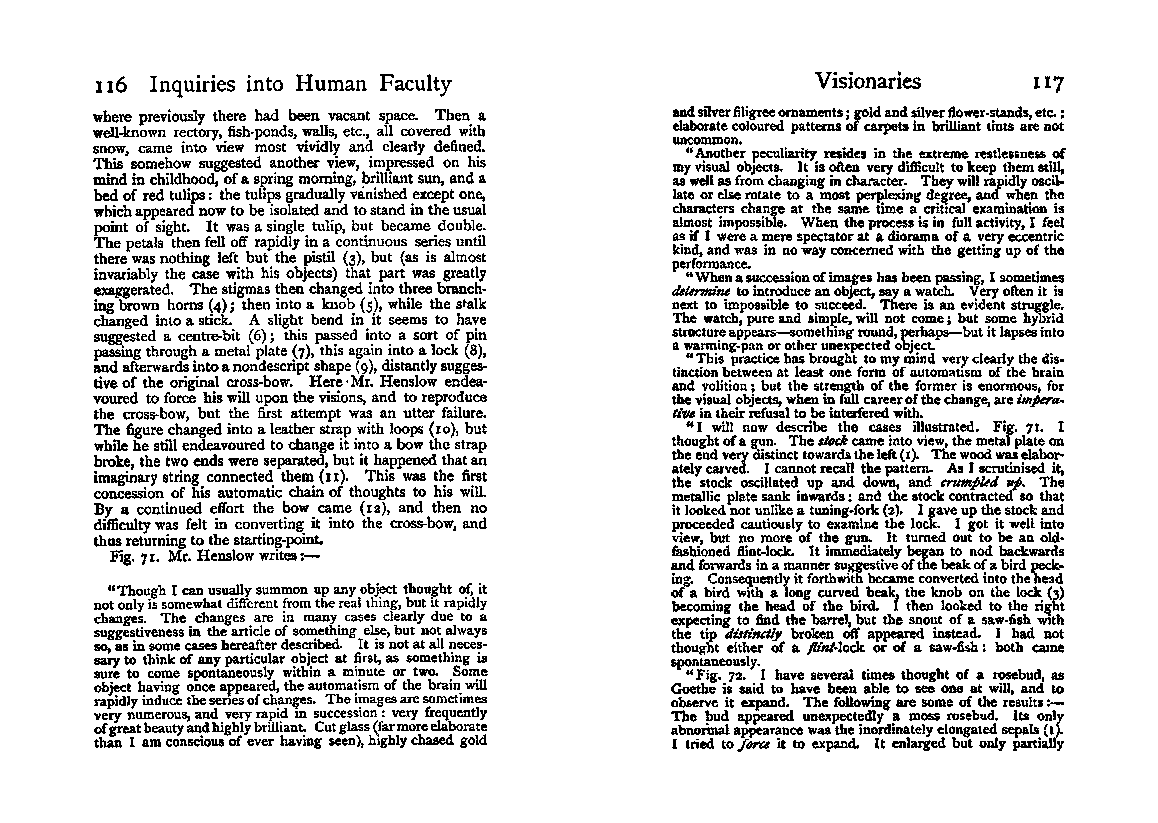 116 Inquiries into Human Faculty
where previously there had been vacant space. Then a
well-known rectory, fish-ponds, walls, etc., all covered with
snow, came into view most vividly and clearly defined.
This somehow suggested another view, impressed on his
mind in childhood, of a spring morning, brilliant sun, and a
bed of red tulips: the tulips gradually vanished except one,
which appeared now to be isolated and to stand in the usual
point of sight. It was a single tulip, but became double.
The petals then fell off rapidly in a continuous series until
there was nothing left but the pistil (3), but (as is almost
invariably the case with his objects) that part was greatly
exaggerated. The stigmas then changed into three branch-
ing brown horns (4); then into a knob (5), while the stalk
changed into a stick. A slight bend in it seems to have
suggested a centre-bit (6); this passed into a sort of pin
passing through a metal plate (7), this again into a lock (8),
and afterwards into a nondescript shape (9), distantly sugges-
tive of the original cross-bow. Here Mr. Henslow endea-
voured to force his will upon the visions, and to reproduce
the cross-bow, but the first attempt was an utter failure.
The figure changed into a leather strap with loops (10), but
while he still endeavoured to change it into a bow the strap
broke, the two ends were separated, but it happened that an
imaginary string connected them (11). This was the first
concession of his automatic chain of thoughts to his will.
By a continued effort the bow came (12), and then no
difficulty was felt in converting it into the cross-bow, and
thus returning to the starting-point.
Fig. 71. Mr. Henslow writes:—
"Though I can usually summon up any object thought of, it
not only is somewhat different from the real thing, but it rapidly
changes. The changes are in many cases clearly due to a
suggestiveness in the article of something else, but not always
so, as in some cases hereafter described. It is not at all neces-
sary to think of any particular object at first, as something is
sure to come spontaneously within a minute or two. Some
object having once appeared, the automatism of the brain will
rapidly induce the series of changes. The images are sometimes
very numerous, and very rapid in succession: very frequently
of great beauty and highly brilliant. Cut glass (far more elaborate
than I am conscious of ever having seen), highly chased gold
Visionaries 117
and silver filigree ornaments; gold and silver flower-stands, etc.;
elaborate coloured patterns of carpets in brilliant tints are not
uncommon.
"Another peculiarity resides in the extreme restlessness of
my visual objects. It is often very difficult to keep them still,
as well as from changing in character. They will rapidly oscil-
late or else rotate to a most perplexing degree, and when the
characters change at the same time a critical examination is
almost impossible. When the process is in full activity, I feel
as if I were a mere spectator at a diorama of a very eccentric
kind, and was in no way concerned with the getting up of the
performance.
"When a succession of images has been passing, I sometimes
determine to introduce an object, say a watch. Very often it is
next to impossible to succeed. There is an evident struggle.
The watch, pure and simple, will not come; but some hybrid
structure appears—something round, perhaps—but it lapses into
a warming-pan or other unexpected object.
"This practice has brought to my mind very clearly the dis-
tinction between at least one form of automatism of the brain
and volition; but the strength of the former is enormous, for
the visual objects, when in full career of the change, are impera-
tive in their refusal to be interfered with.
"I will now describe the cases illustrated. Fig. 71. I
thought of a gun. The stock came into view, the metal plate on
the end very distinct towards the left (1). The wood was elabor-
ately carved. I cannot recall the pattern. As I scrutinised it,
the stock oscillated up and down, and crumpled up. The
metallic plate sank inwards: and the stock contracted so that
it looked not unlike a tuning-fork (2). I gave up the stock and
proceeded cautiously to examine the lock. I got it well into
view, but no more of the gun. It turned out to be an old-
fashioned flint-lock. It immediately began to nod backwards
and forwards in a manner suggestive of the beak of a bird peck-
ing. Consequently it forthwith became converted into the head
of a bird with a long curved beak, the knob on the lock (3)
becoming the head of the bird. I then looked to the right
expecting to find the barrel, but the snout of a saw-fish with
the tip distinctly broken off appeared instead. I had not
thought either of a flint-lock or of a saw-fish: both came
spontaneously.
"Fig. 72. I have several times thought of a rosebud, as
Goethe is said to have been able to see one at will, and to
observe it expand. The following are some of the results:—
The bud appeared unexpectedly a moss rosebud. Its only
abnormal appearance was the inordinately elongated sepals (1).
I tried to force it to expand. It enlarged but only partially